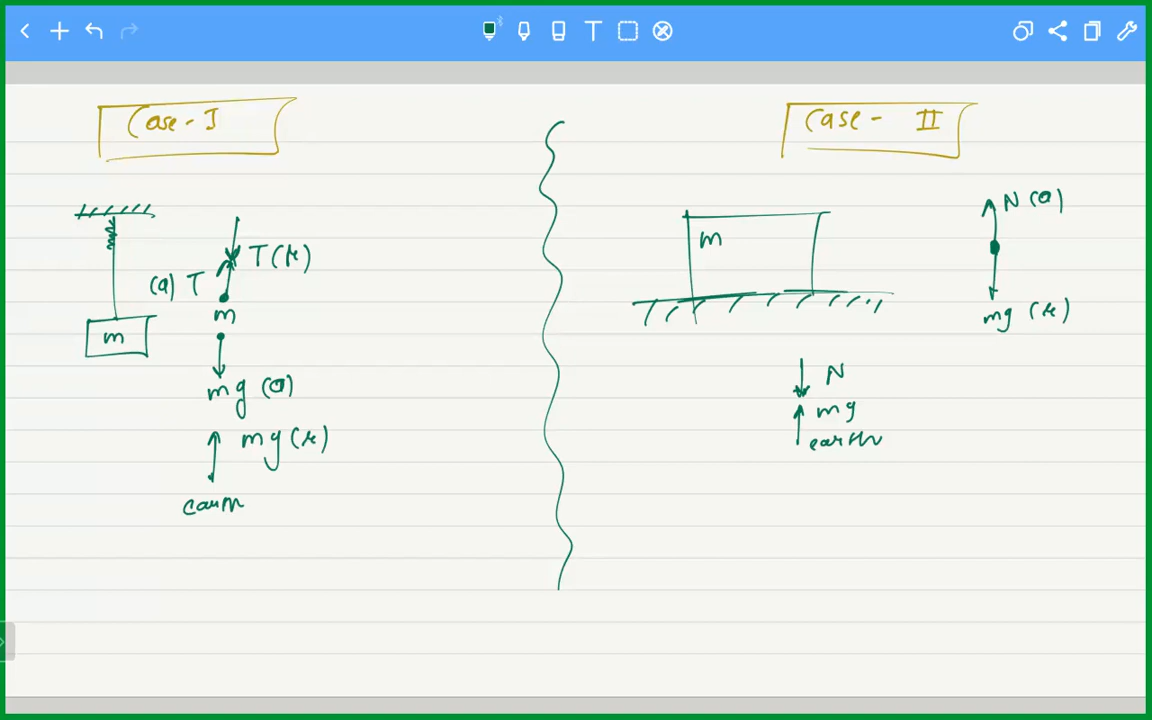 Case - I
T(r)
(a) T
m
m
mg (a)
mg(r)
earth
Case - II
N (a)
m
mg (r)
N
mg
earth